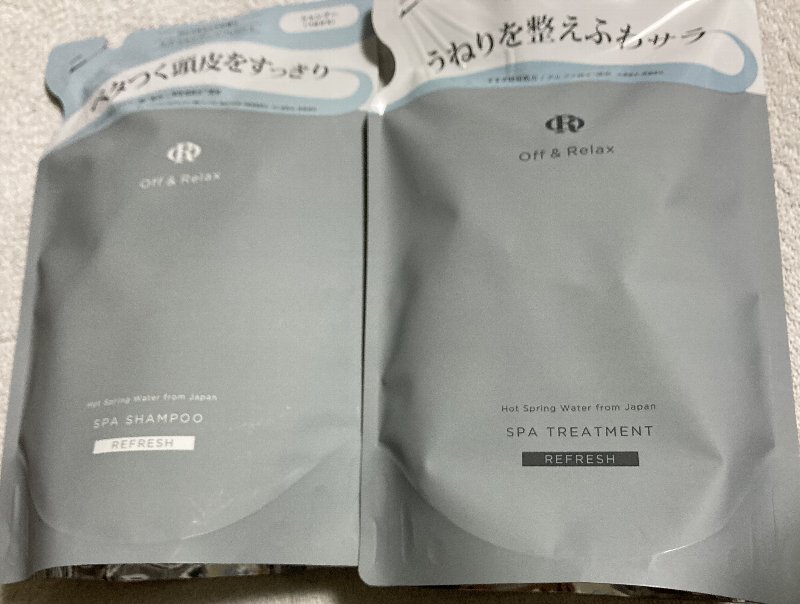 ベタつく頭皮をすっきり
Off & Relax
Hot Spring Water from Japan
SPA SHAMPOO
REFRESH
うねりを整えふわサラ
Off & Relax
Hot Spring Water from Japan
SPA TREATMENT
REFRESH